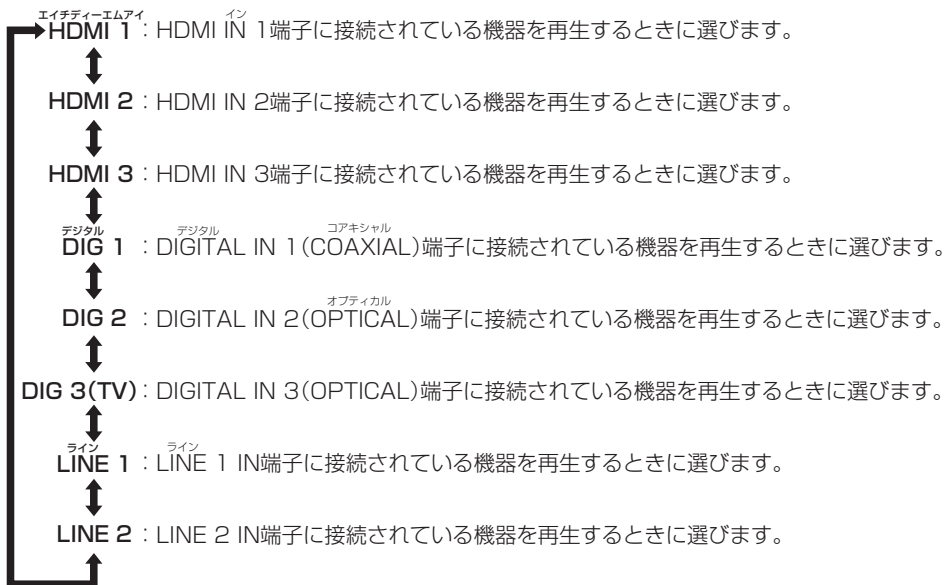 エイチディーエムアイ イン
HDMI 1：HDMI IN 1端子に接続されている機器を再生するときに選びます。
HDMI 2：HDMI IN 2端子に接続されている機器を再生するときに選びます。
HDMI 3：HDMI IN 3端子に接続されている機器を再生するときに選びます。
デジタル デジタル コアキシャル
DIG 1：DIGITAL IN 1（COAXIAL）端子に接続されている機器を再生するときに選びます。
オプティカル
DIG 2：DIGITAL IN 2（OPTICAL）端子に接続されている機器を再生するときに選びます。
DIG 3（TV）：DIGITAL IN 3（OPTICAL）端子に接続されている機器を再生するときに選びます。
ライン ライン
LINE 1：LINE 1 IN端子に接続されている機器を再生するときに選びます。
LINE 2：LINE 2 IN端子に接続されている機器を再生するときに選びます。